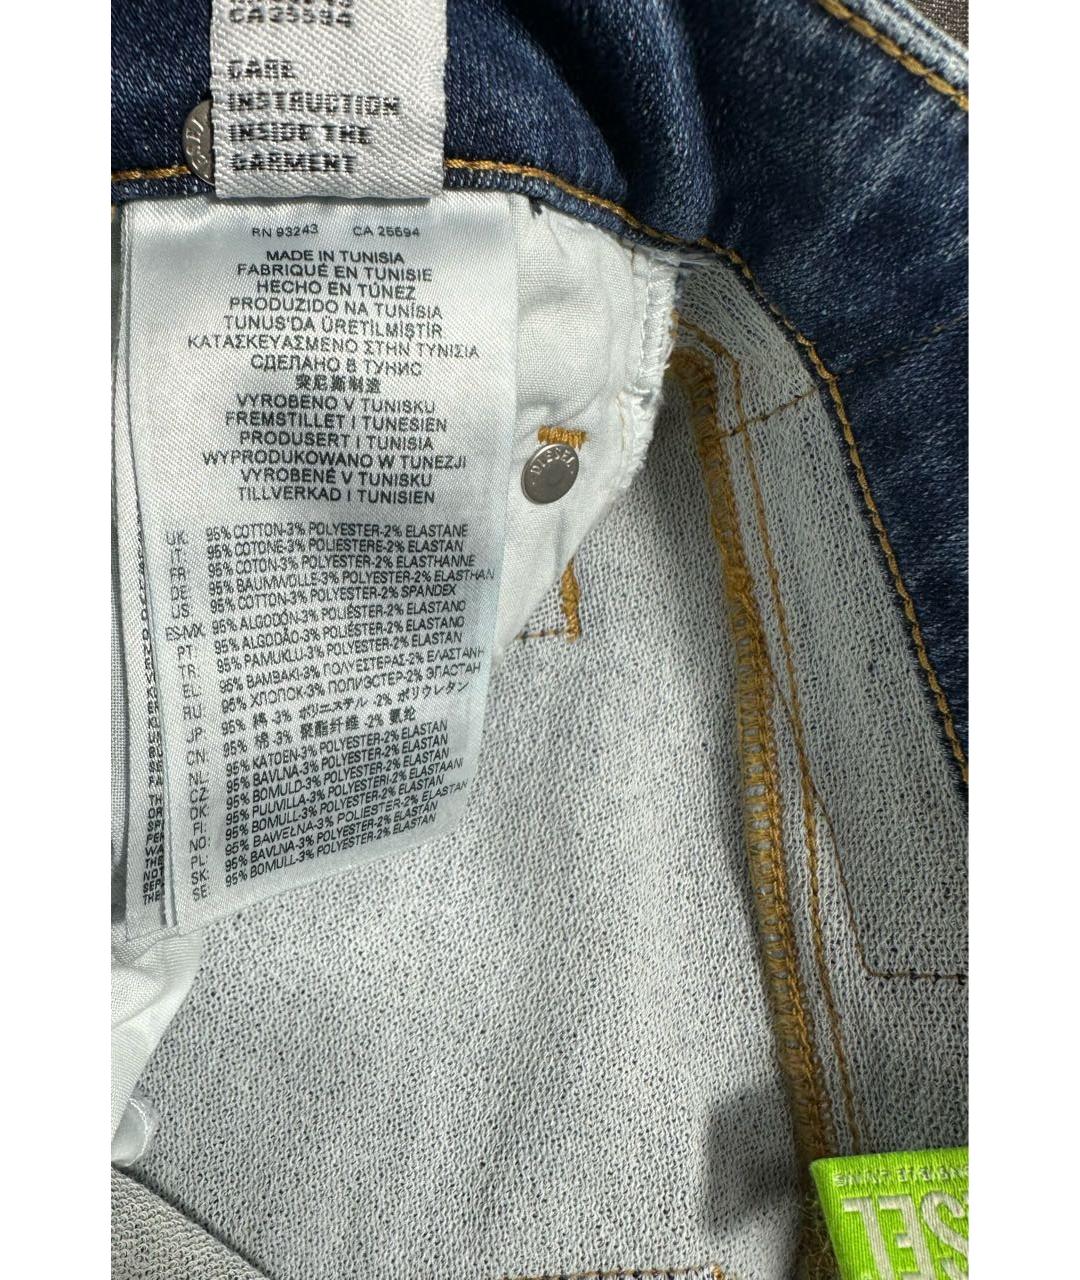 CA25594
CARE
INSTRUCTION
INSIDE THE
GARMENT
RN 93243 CA 25594
MADE IN TUNISIA
FABRIQUÉ EN TUNISIE
HECHO EN TÚNEZ
PRODUZIDO NA TUNÍSIA
TUNUS'DA ÜRETİLMİŞTİR
ΚΑΤΑΣΚΕΥΑΣΜΕΝΟ ΣΤΗΝ ΤΥΝΙΣΙΑ
СДЕЛАНО В ТУНИС
突尼斯制造
VYROBENO V TUNISKU
FREMSTILLET I TUNESIEN
PRODUSERT I TUNISIA
WYPRODUKOWANO W TUNEZJI
VYROBENÉ V TUNISKU
TILLVERKAD I TUNISIEN
UK: 95% COTTON-3% POLYESTER-2% ELASTANE
IT: 95% COTONE-3% POLIESTERE-2% ELASTAN
FR: 95% COTON-3% POLYESTER-2% ELASTHANNE
DE: 95% BAUMWOLLE-3% POLYESTER-2% ELASTHAN
US: 95% COTTON-3% POLYESTER-2% SPANDEX
ES-MX: 95% ALGODÓN-3% POLIÉSTER-2% ELASTANO
PT: 95% ALGODÃO-3% POLIÉSTER-2% ELASTANO
TR: 95% PAMUKLU-3% POLYESTER-2% ELASTAN
EL: 95% ΒΑΜΒΑΚΙ-3% ΠΟΛΥΕΣΤΕΡΑΣ-2% ΕΛΑΣΤΑΝΗ
RU: 95% ХЛОПОК-3% ПОЛИЭСТЕР-2% ЭЛАСТАН
JP: 95% 綿 -3% ポリエステル -2% ポリウレタン
CN: 95% 棉 -3% 聚酯纤维 -2% 氨纶
NL: 95% KATOEN-3% POLYESTER-2% ELASTAN
CZ: 95% BAVLNA-3% POLYESTER-2% ELASTAN
DK: 95% BOMULD-3% POLYESTER-2% ELASTAN
FI: 95% PUUVILLA-3% POLYESTERI-2% ELASTAANI
NO: 95% BOMULL-3% POLYESTER-2% ELASTAN
PL: 95% BAWEŁNA-3% POLIESTER-2% ELASTAN
SK: 95% BAVLNA-3% POLYESTER-2% ELASTAN
SE: 95% BOMULL-3% POLYESTER-2% ELASTAN
DIESEL